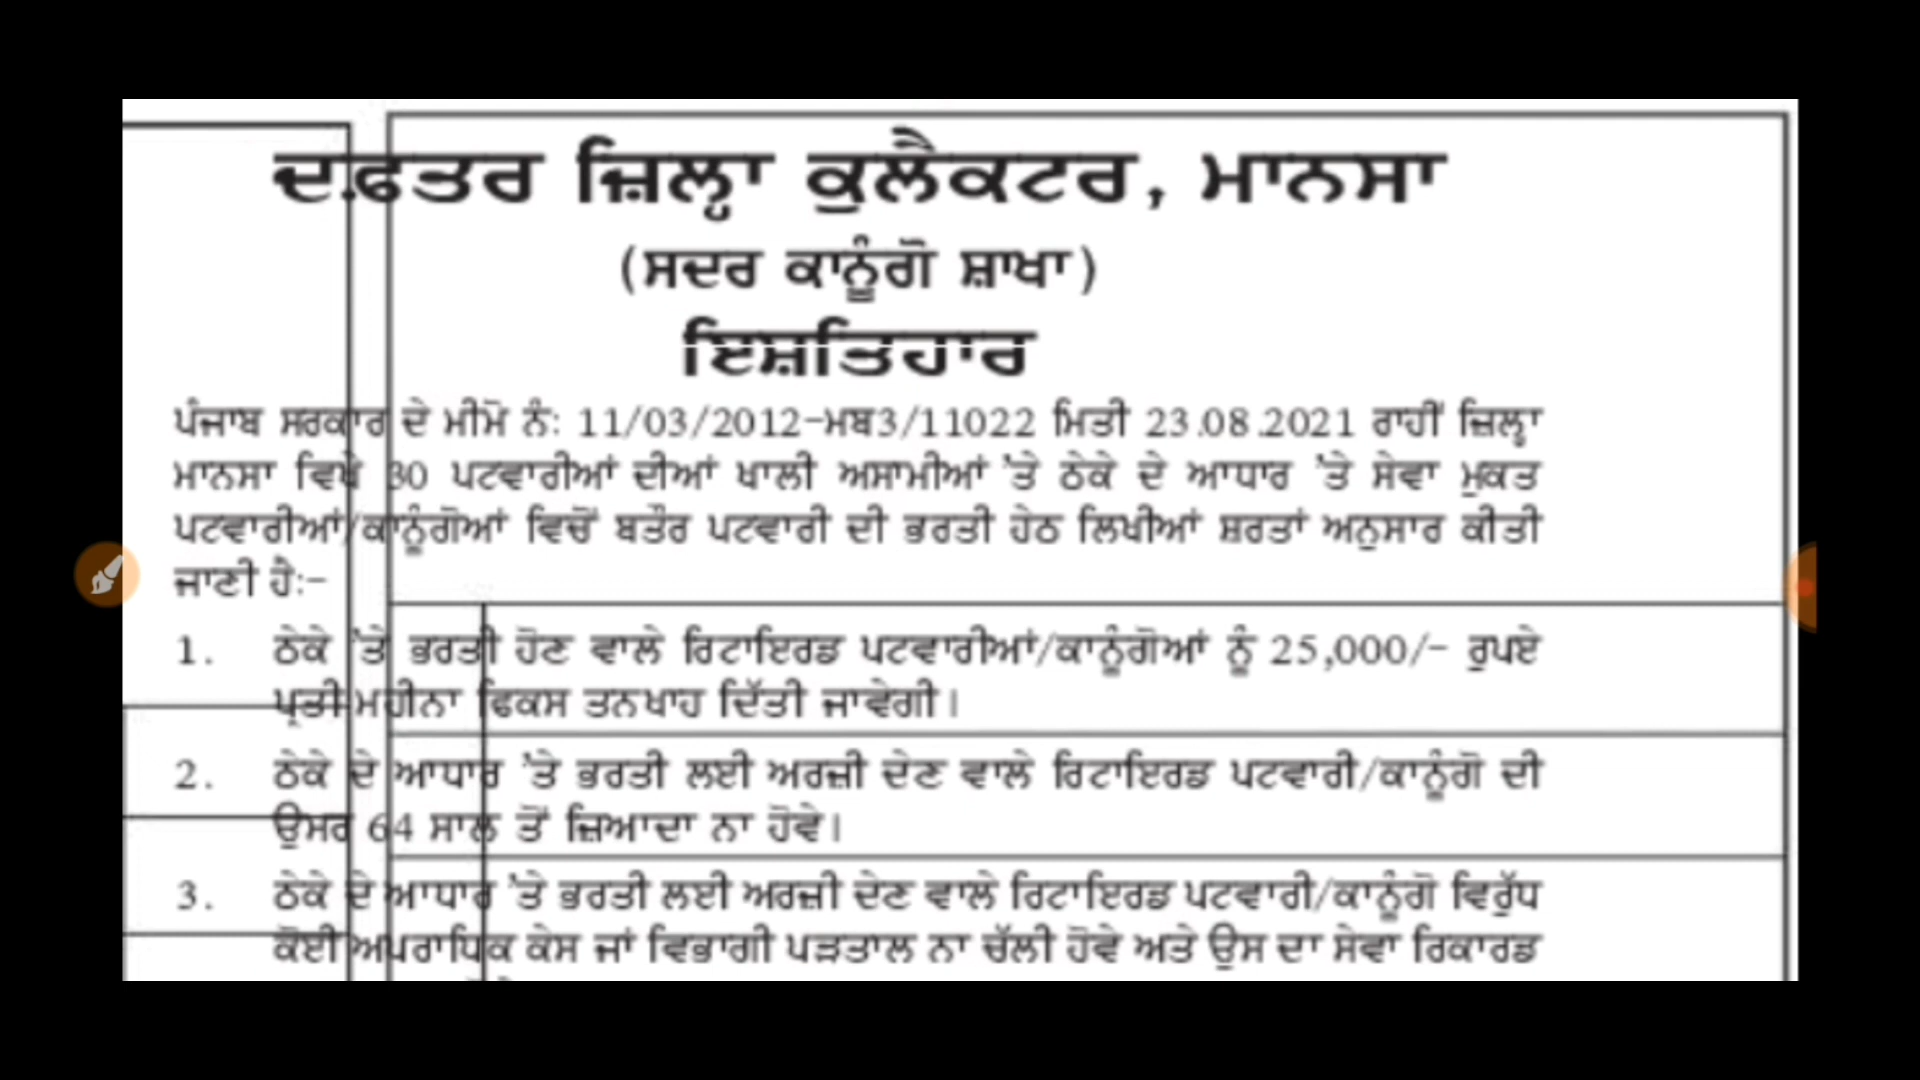 ਦਫ਼ਤਰ ਜ਼ਿਲ੍ਹਾ ਕੁਲੈਕਟਰ, ਮਾਨਸਾ
(ਸਦਰ ਕਾਨੂੰਗੋ ਸ਼ਾਖਾ)
ਇਸ਼ਤਿਹਾਰ
ਪੰਜਾਬ ਸਰਕਾਰ ਦੇ ਮੀਮੋ ਨੰ: 11/03/2012-ਮਬ3/11022 ਮਿਤੀ 23.08.2021 ਰਾਹੀਂ ਜ਼ਿਲ੍ਹਾ
ਮਾਨਸਾ ਵਿਖੇ 30 ਪਟਵਾਰੀਆਂ ਦੀਆਂ ਖਾਲੀ ਅਸਾਮੀਆਂ 'ਤੇ ਠੇਕੇ ਦੇ ਆਧਾਰ 'ਤੇ ਸੇਵਾ ਮੁਕਤ
ਪਟਵਾਰੀਆਂ/ਕਾਨੂੰਗੋਆਂ ਵਿਚੋਂ ਬਤੌਰ ਪਟਵਾਰੀ ਦੀ ਭਰਤੀ ਹੇਠ ਲਿਖੀਆਂ ਸ਼ਰਤਾਂ ਅਨੁਸਾਰ ਕੀਤੀ
ਜਾਣੀ ਹੈ:-
1. ਠੇਕੇ 'ਤੇ ਭਰਤੀ ਹੋਣ ਵਾਲੇ ਰਿਟਾਇਰਡ ਪਟਵਾਰੀਆਂ/ਕਾਨੂੰਗੋਆਂ ਨੂੰ 25,000/- ਰੁਪਏ
ਪ੍ਰਤੀ ਮਹੀਨਾ ਫਿਕਸ ਤਨਖਾਹ ਦਿੱਤੀ ਜਾਵੇਗੀ।
2. ਠੇਕੇ ਦੇ ਆਧਾਰ 'ਤੇ ਭਰਤੀ ਲਈ ਅਰਜ਼ੀ ਦੇਣ ਵਾਲੇ ਰਿਟਾਇਰਡ ਪਟਵਾਰੀ/ਕਾਨੂੰਗੋ ਦੀ
ਉਮਰ 64 ਸਾਲ ਤੋਂ ਜ਼ਿਆਦਾ ਨਾ ਹੋਵੇ।
3. ਠੇਕੇ ਦੇ ਆਧਾਰ 'ਤੇ ਭਰਤੀ ਲਈ ਅਰਜ਼ੀ ਦੇਣ ਵਾਲੇ ਰਿਟਾਇਰਡ ਪਟਵਾਰੀ/ਕਾਨੂੰਗੋ ਵਿਰੁੱਧ
ਕੋਈ ਅਪਰਾਧਿਕ ਕੇਸ ਜਾਂ ਵਿਭਾਗੀ ਪੜਤਾਲ ਨਾ ਚੱਲੀ ਹੋਵੇ ਅਤੇ ਉਸ ਦਾ ਸੇਵਾ ਰਿਕਾਰਡ